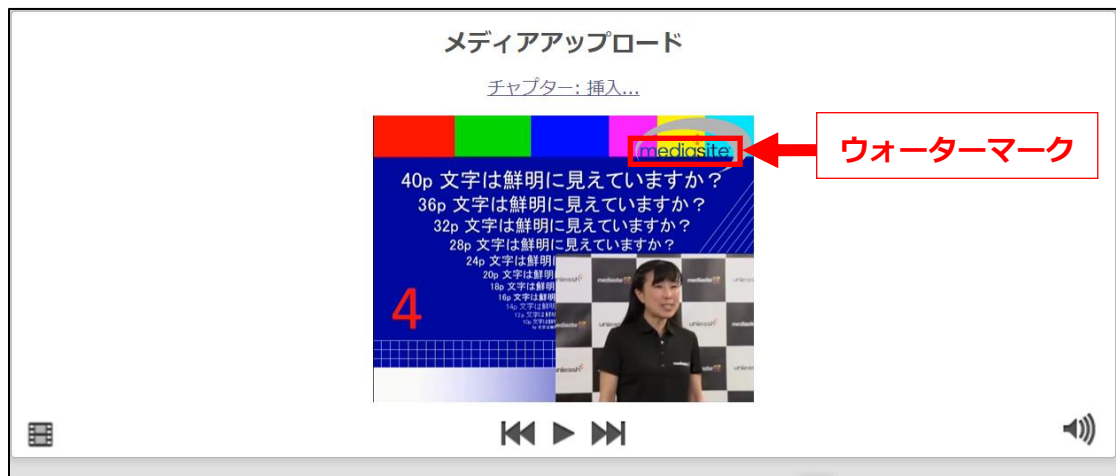 メディアアップロード
チャプター: 挿入...
mediasite
ウォーターマーク
40p 文字は鮮明に見えていますか？
36p 文字は鮮明に見えていますか？
32p 文字は鮮明に見えていますか？
28p 文字は鮮明に見えていますか？
24p 文字は鮮明に
20p 文字は鮮明
18p 文字は鮮明
16p 文字は鮮明
4
unleash
mediasite